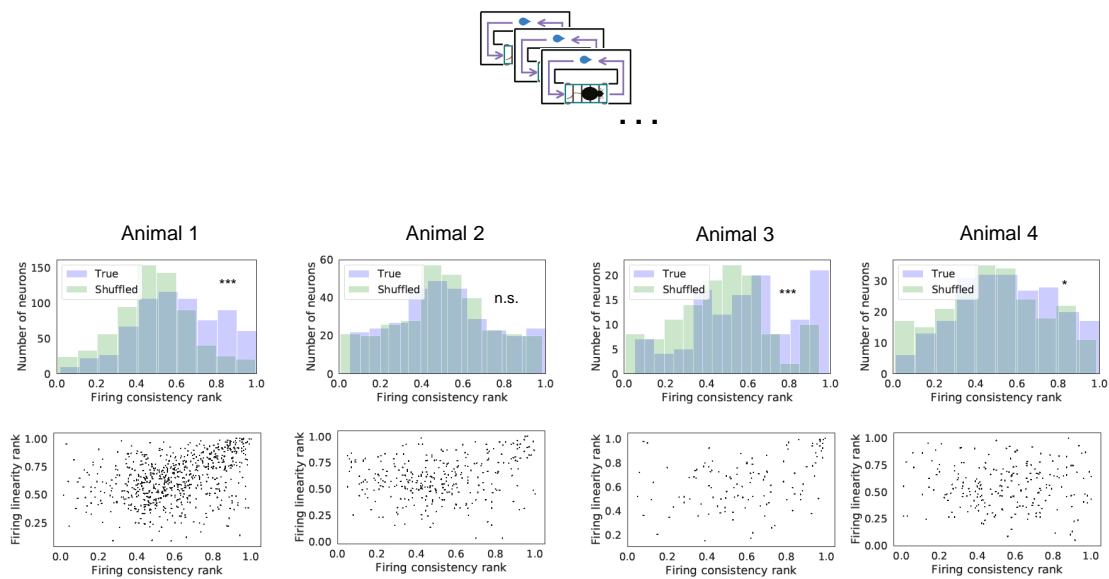 . . .
Animal 1
Animal 2
Animal 3
Animal 4
Number of neurons
150
100
50
0
True
Shuffled
***
0.0 0.2 0.4 0.6 0.8 1.0
Firing consistency rank
Number of neurons
60
40
20
0
True
Shuffled
n.s.
0.0 0.2 0.4 0.6 0.8 1.0
Firing consistency rank
Number of neurons
20
15
10
5
0
True
Shuffled
***
0.0 0.2 0.4 0.6 0.8 1.0
Firing consistency rank
Number of neurons
30
20
10
0
True
Shuffled
*
0.0 0.2 0.4 0.6 0.8 1.0
Firing consistency rank
Firing linearity rank
1.00
0.75
0.50
0.25
0.0 0.2 0.4 0.6 0.8 1.0
Firing consistency rank
Firing linearity rank
1.00
0.75
0.50
0.25
0.00
0.0 0.2 0.4 0.6 0.8 1.0
Firing consistency rank
Firing linearity rank
1.0
0.8
0.6
0.4
0.2
0.0 0.2 0.4 0.6 0.8 1.0
Firing consistency rank
Firing linearity rank
1.00
0.75
0.50
0.25
0.00
0.0 0.2 0.4 0.6 0.8 1.0
Firing consistency rank